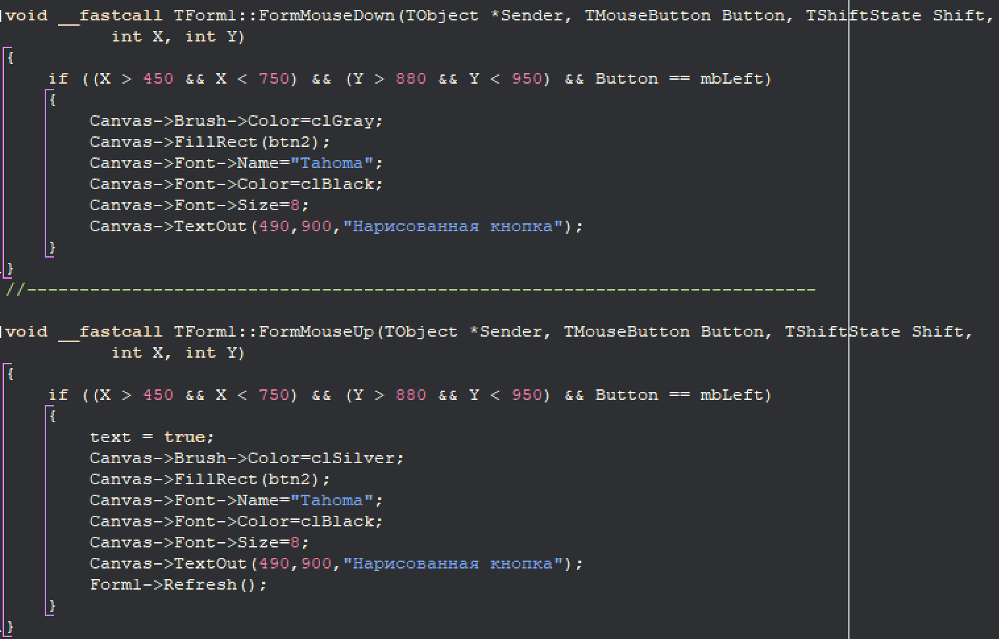 void __fastcall TForm1::FormMouseDown(TObject *Sender, TMouseButton Button, TShiftState Shift,
          int X, int Y)
{
    if ((X > 450 && X < 750) && (Y > 880 && Y < 950) && Button == mbLeft)
    {
        Canvas->Brush->Color=clGray;
        Canvas->FillRect(btn2);
        Canvas->Font->Name="Tahoma";
        Canvas->Font->Color=clBlack;
        Canvas->Font->Size=8;
        Canvas->TextOut(490,900,"Нарисованная кнопка");
    }
}
//---------------------------------------------------------------------------
void __fastcall TForm1::FormMouseUp(TObject *Sender, TMouseButton Button, TShiftState Shift,
          int X, int Y)
{
    if ((X > 450 && X < 750) && (Y > 880 && Y < 950) && Button == mbLeft)
    {
        text = true;
        Canvas->Brush->Color=clSilver;
        Canvas->FillRect(btn2);
        Canvas->Font->Name="Tahoma";
        Canvas->Font->Color=clBlack;
        Canvas->Font->Size=8;
        Canvas->TextOut(490,900,"Нарисованная кнопка");
        Form1->Refresh();
    }
}